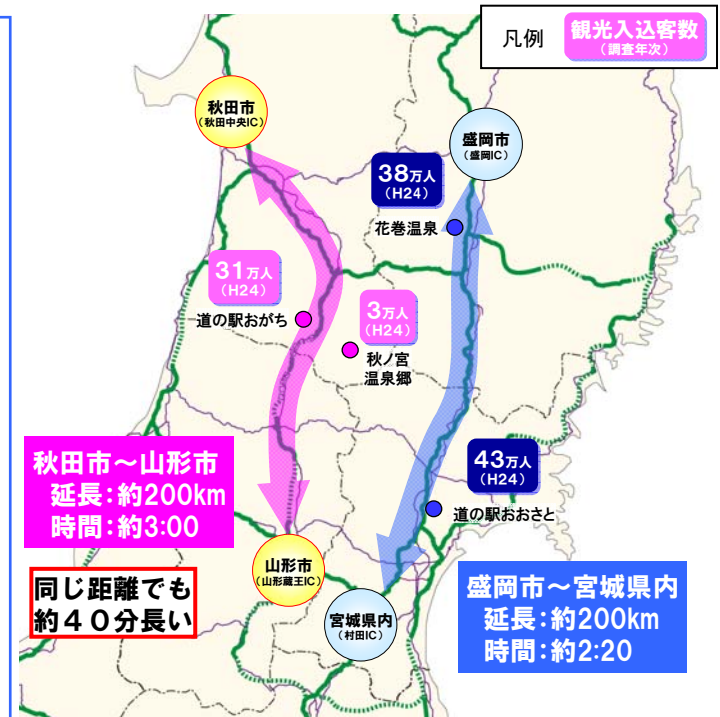 凡例
観光入込客数
(調査年次)
秋田市
(秋田中央IC)
盛岡市
(盛岡IC)
38万人
(H24)
花巻温泉
31万人
(H24)
道の駅おがち
3万人
(H24)
秋ノ宮
温泉郷
秋田市～山形市
延長：約200km
時間：約3:00
43万人
(H24)
道の駅おおさと
同じ距離でも
約４０分長い
山形市
(山形蔵王IC)
宮城県内
(村田IC)
盛岡市～宮城県内
延長：約200km
時間：約2:20